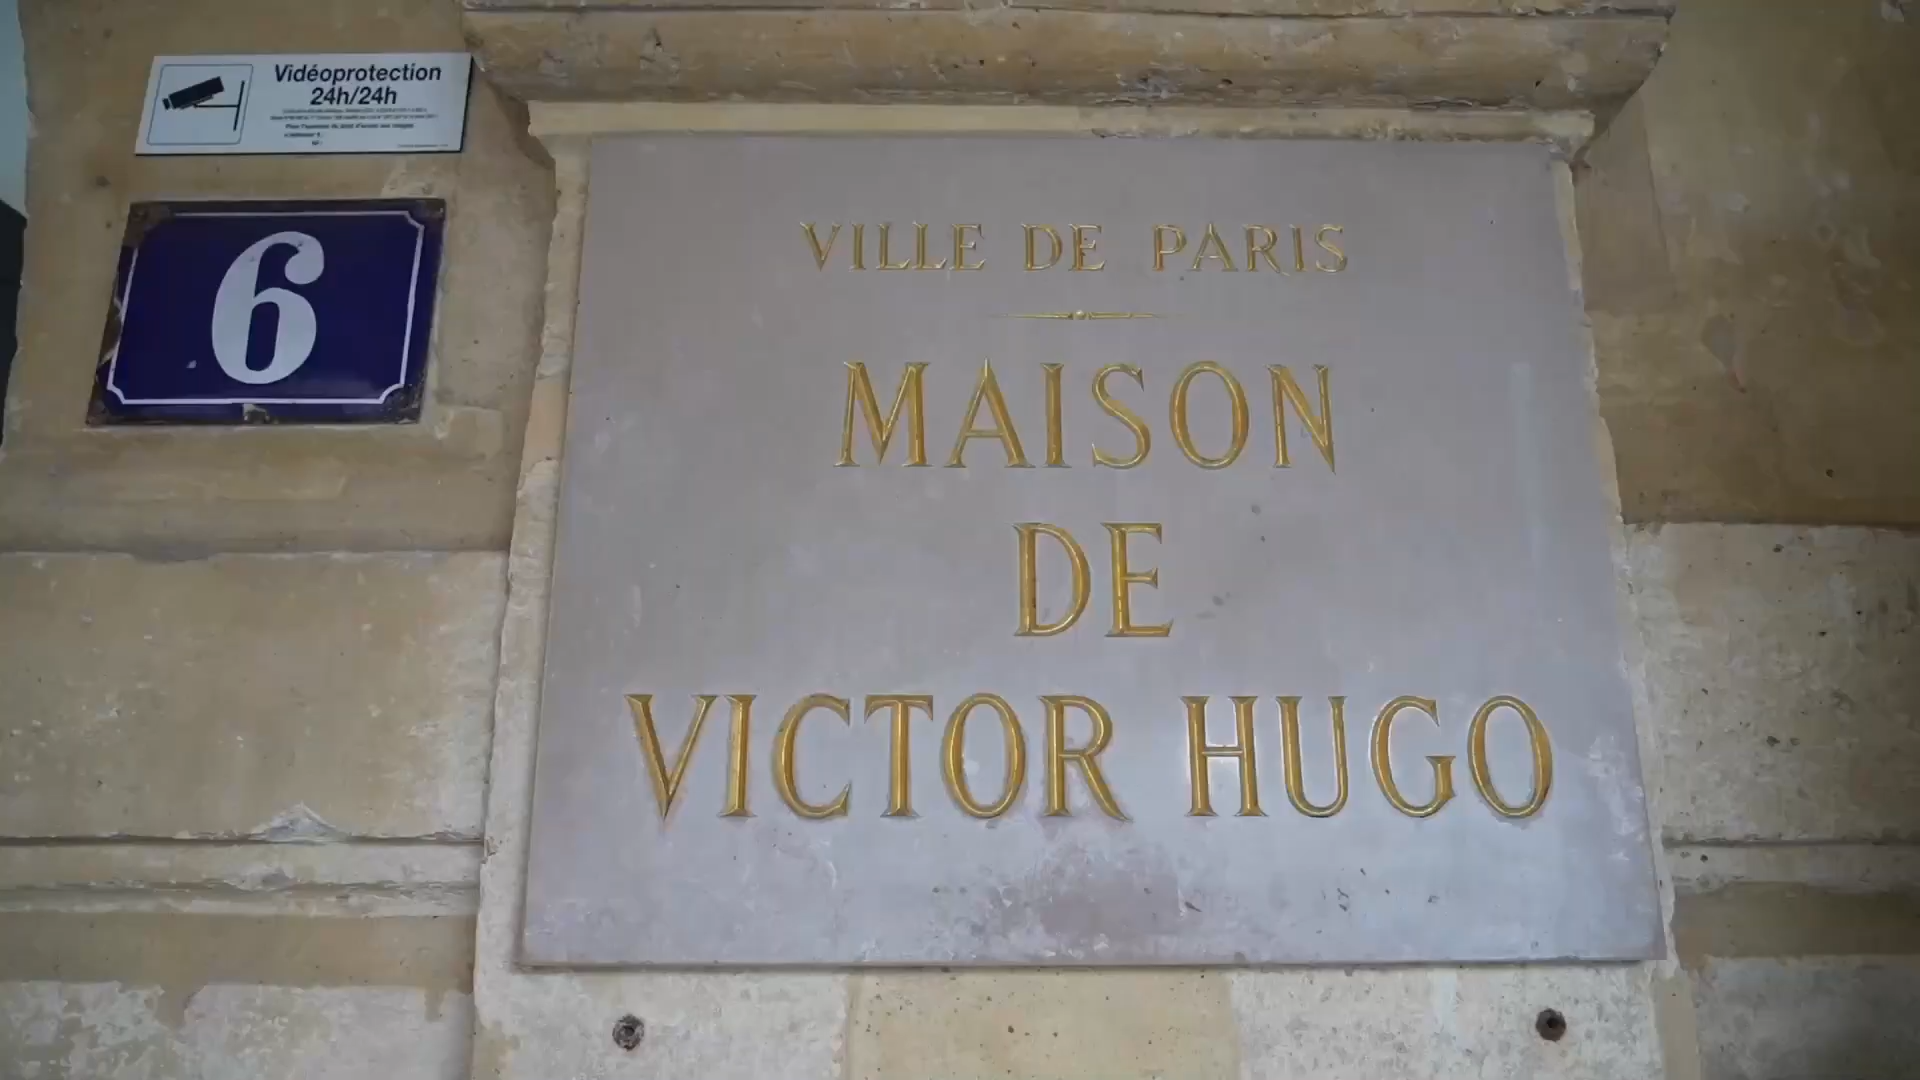 Vidéoprotection
24h/24h
6
VILLE DE PARIS
MAISON
DE
VICTOR HUGO